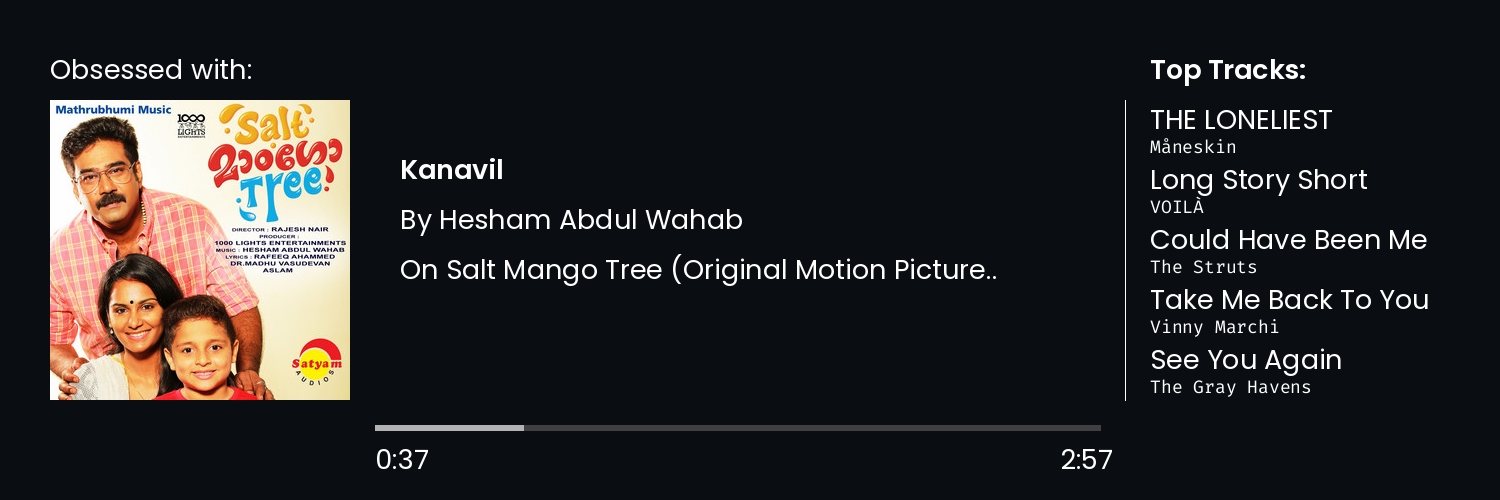 Obsessed with:
Mathrubhumi Music
1000
LIGHTS
ENTERTAINMENTS
Salt
മാംഗോ
Tree
DIRECTOR : RAJESH NAIR
PRODUCER :
1000 LIGHTS ENTERTAINMENTS
MUSIC : HESHAM ABDUL WAHAB
LYRICS : RAFEEQ AHAMMED
DR.MADHU VASUDEVAN
ASLAM
Satyam
AUDIOS
Kanavil
By Hesham Abdul Wahab
On Salt Mango Tree (Original Motion Picture..
0:37
2:57
Top Tracks:
THE LONELIEST
Måneskin
Long Story Short
VOILÀ
Could Have Been Me
The Struts
Take Me Back To You
Vinny Marchi
See You Again
The Gray Havens